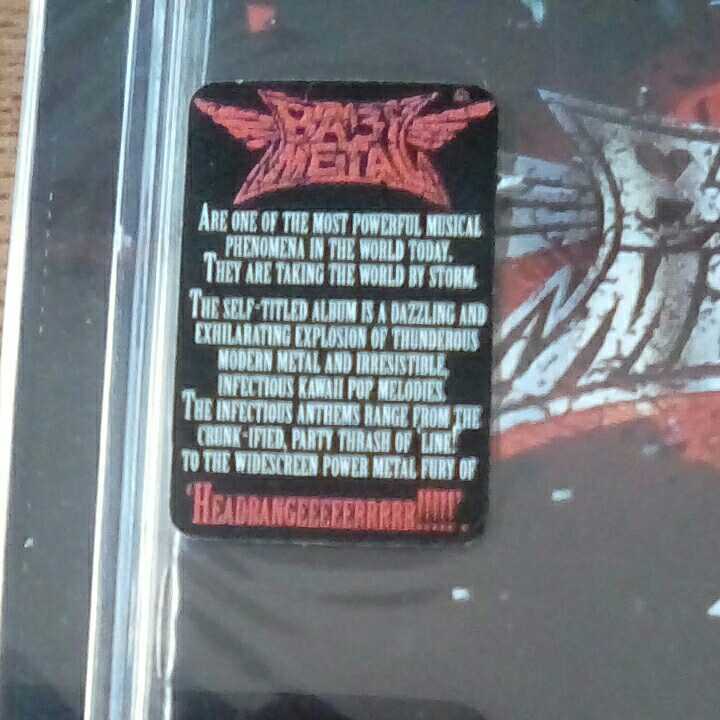 BABY
METAL
ARE ONE OF THE MOST POWERFUL MUSICAL
PHENOMENA IN THE WORLD TODAY.
THEY ARE TAKING THE WORLD BY STORM.
THE SELF-TITLED ALBUM IS A DAZZLING AND
EXHILARATING EXPLOSION OF THUNDEROUS
MODERN METAL AND IRRESISTIBLE,
INFECTIOUS KAWAII POP MELODIES.
THE INFECTIOUS ANTHEMS RANGE FROM THE
CRUNK-IFIED, PARTY THRASH OF 'LINE!'
TO THE WIDESCREEN POWER METAL FURY OF
'HEADBANGEEEEERRRRR!!!!!'